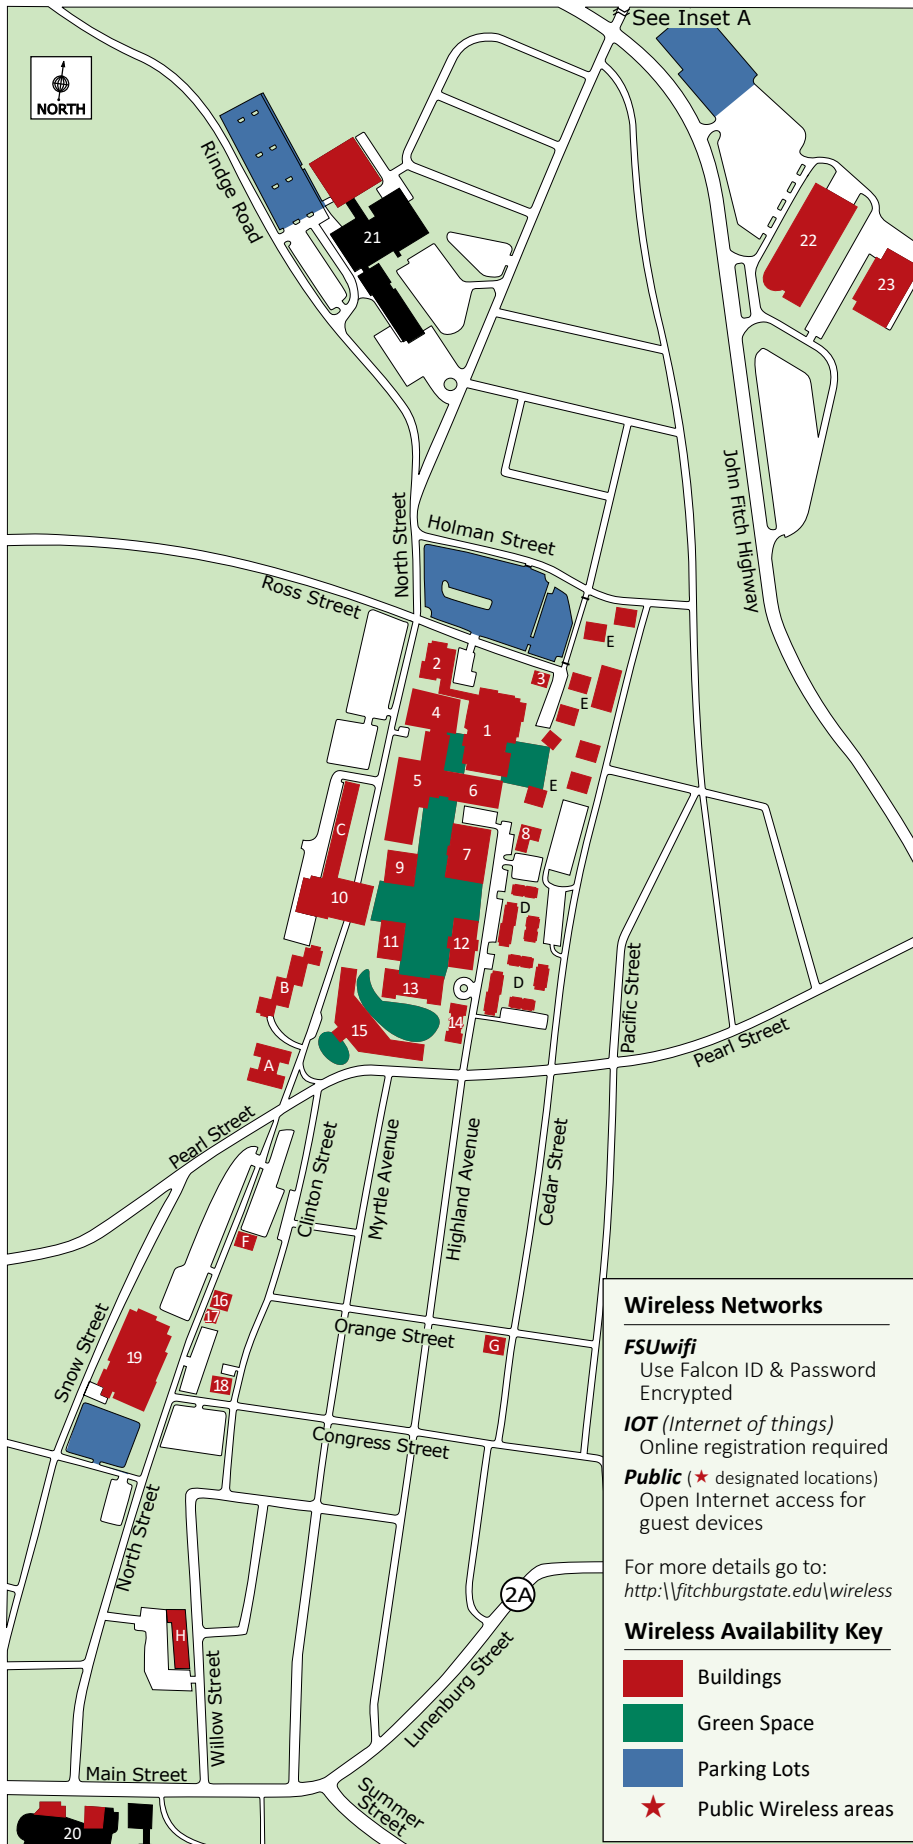 See Inset A
NORTH
Rindge Road
21
22
23
John Fitch Highway
North Street
Holman Street
Ross Street
E
2
3
E
4
1
5
6
E
C
8
7
9
10
D
11
12
D
B
13
14
15
A
Pacific Street
Pearl Street
Pearl Street
Clinton Street
Myrtle Avenue
Highland Avenue
Cedar Street
F
16
17
Orange Street
G
Snow Street
19
18
Congress Street
North Street
2A
H
Willow Street
Lunenburg Street
Main Street
Summer
Street
20
Wireless Networks
FSUwifi
Use Falcon ID & Password
Encrypted
IOT (Internet of things)
Online registration required
Public (★ designated locations)
Open Internet access for
guest devices
For more details go to:
http:\\fitchburgstate.edu\wireless
Wireless Availability Key
Buildings
Green Space
Parking Lots
Public Wireless areas